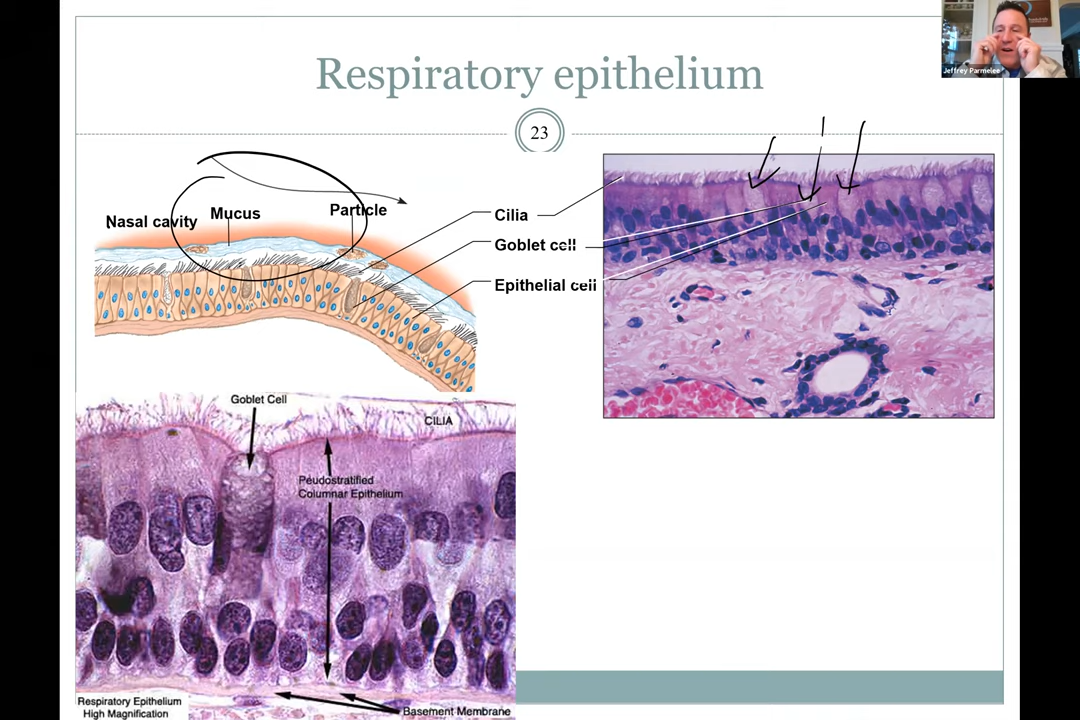 Respiratory epithelium
23
Jeffrey Parmelee
Nasal cavity
Mucus
Particle
Cilia
Goblet cell
Epithelial cell
Goblet Cell
CILIA
Peudostratified
Columnar Epithelium
Respiratory Epithelium
High Magnification
Basement Membrane